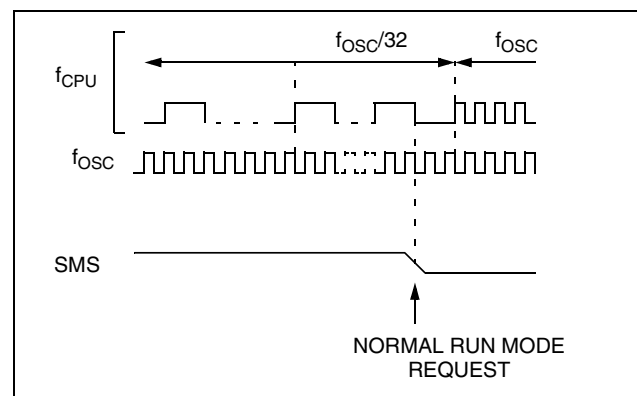 fOSC/32
fOSC
fCPU
fOSC
SMS
NORMAL RUN MODE
REQUEST